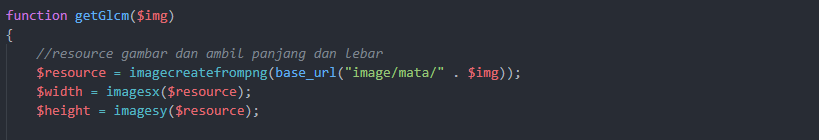 function getGlcm($img)
{
//resource gambar dan ambil panjang dan lebar
$resource = imagecreatefrompng(base_url("image/mata/" . $img));
$width = imagesx($resource);
$height = imagesy($resource);